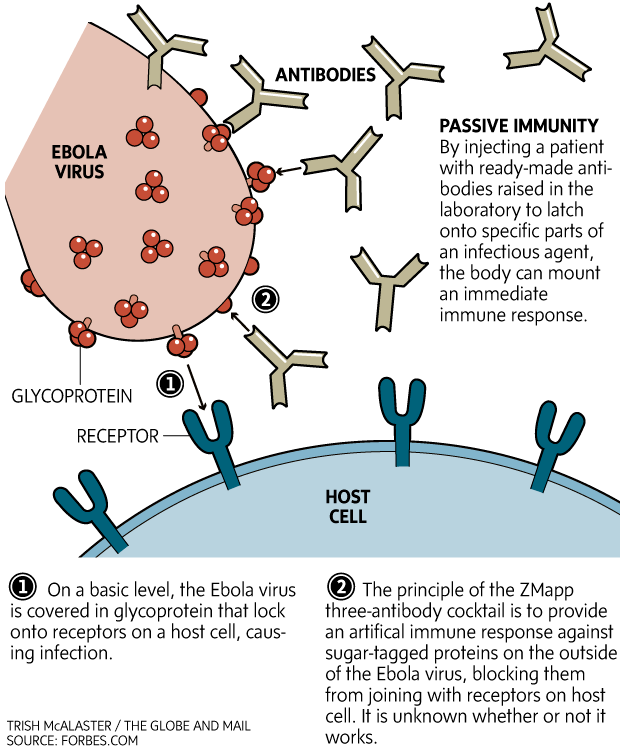 ANTIBODIES
EBOLA
VIRUS
PASSIVE IMMUNITY
By injecting a patient
with ready-made anti-
bodies raised in the
laboratory to latch
onto specific parts of
an infectious agent,
the body can mount
an immediate
immune response.
2
1
GLYCOPROTEIN
RECEPTOR
HOST
CELL
1 On a basic level, the Ebola virus
is covered in glycoprotein that lock
onto receptors on a host cell, caus-
ing infection.
2 The principle of the ZMapp
three-antibody cocktail is to provide
an artifical immune response against
sugar-tagged proteins on the outside
of the Ebola virus, blocking them
from joining with receptors on host
cell. It is unknown whether or not it
works.
TRISH McALASTER / THE GLOBE AND MAIL
SOURCE: FORBES.COM